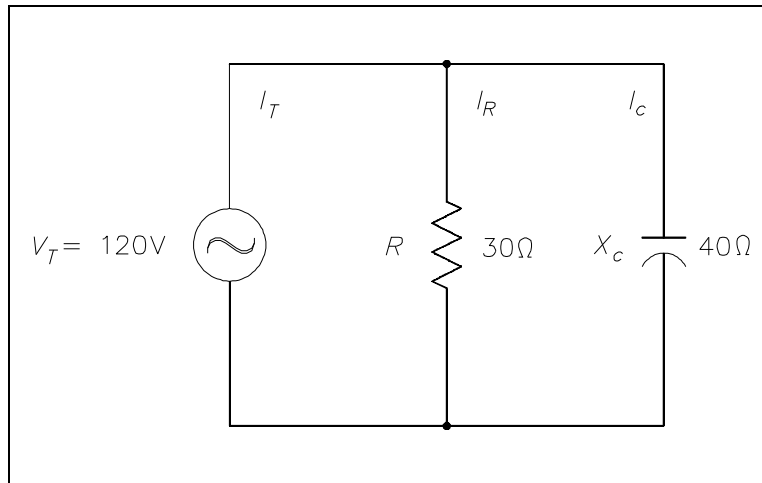 I_T
I_R
I_c
V_T = 120V
R
30Ω
X_c
40Ω